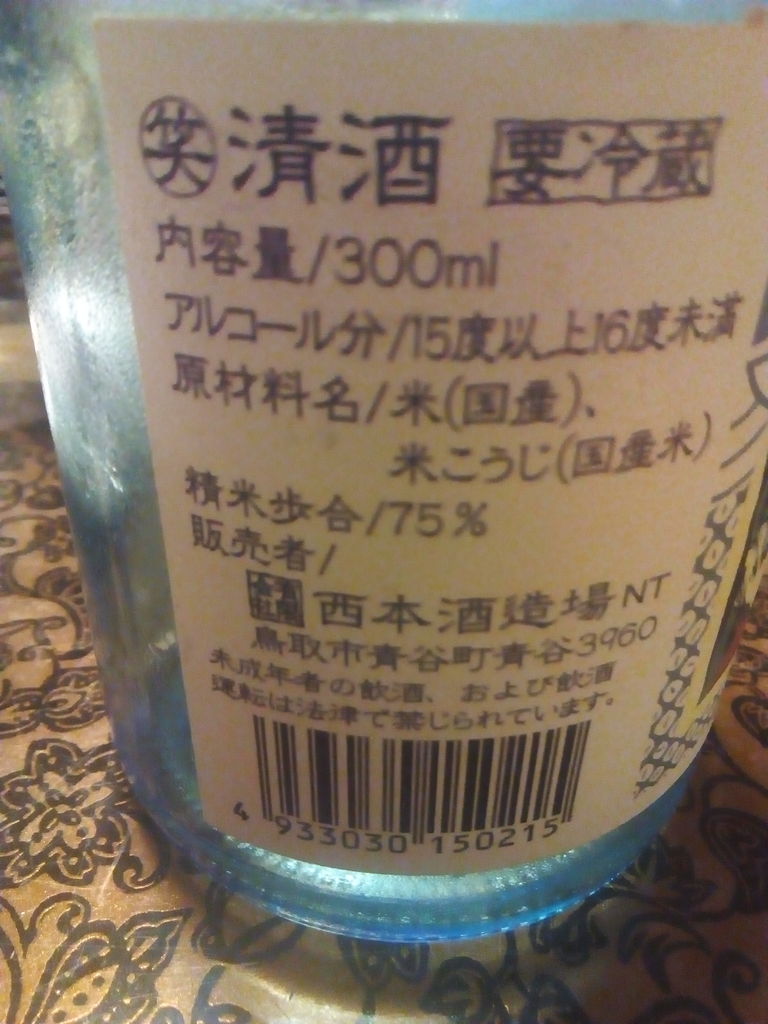 笑 清酒 要冷蔵
内容量/300ml
アルコール分/15度以上16度未満
原材料名/米(国産)、
米こうじ(国産米)
精米歩合/75%
販売者/
合資会社 西本酒造場NT
鳥取市青谷町青谷3960
未成年者の飲酒、および飲酒
運転は法律で禁じられています。
4 933030 150215